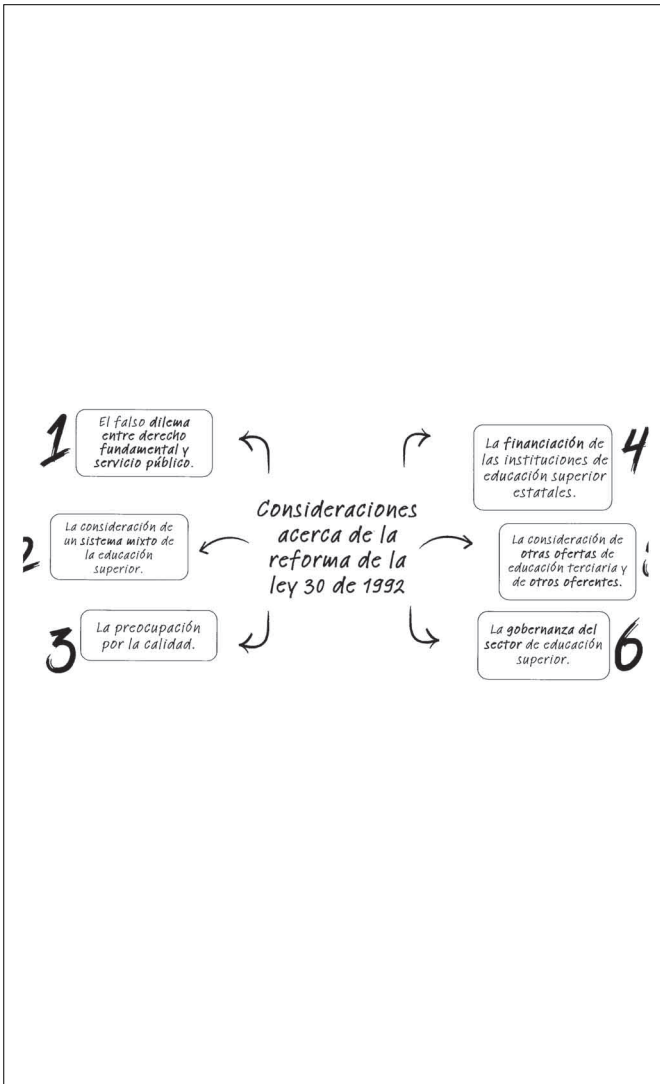 1
El falso dilema
entre derecho
fundamental y
servicio público.
2
La consideración de
un sistema mixto de
la educación
superior.
3
La preocupación
por la calidad.
Consideraciones
acerca de la
reforma de la
ley 30 de 1992
4
La financiación de
las instituciones de
educación superior
estatales.
La consideración de
otras ofertas de
educación terciaria y
de otros oferentes.
6
La gobernanza del
sector de educación
superior.